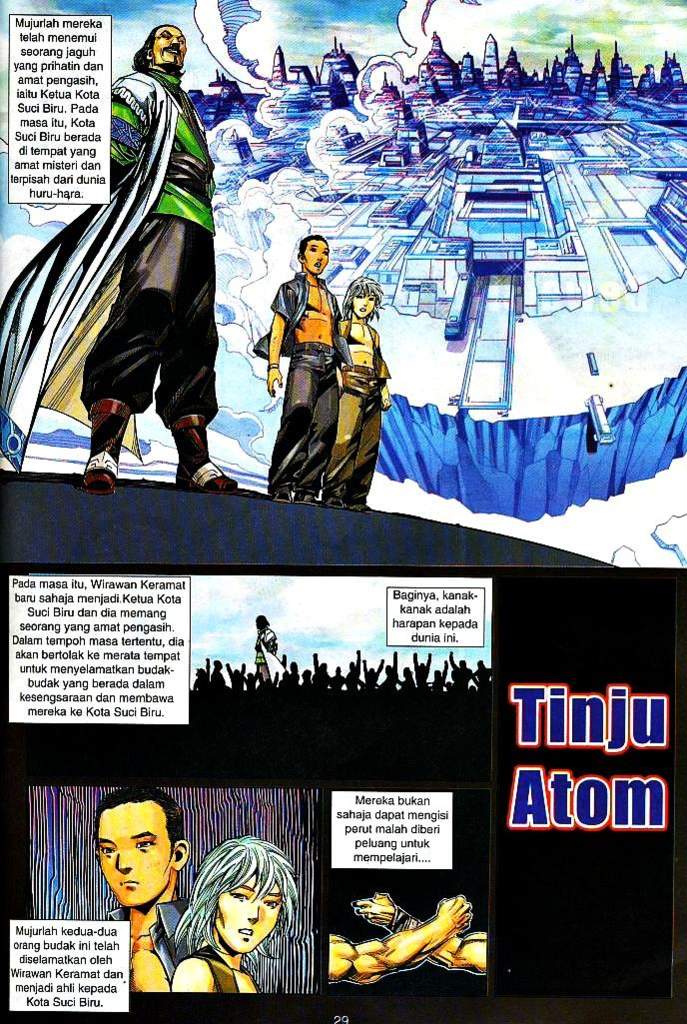 Mujurlah mereka
telah menemui
seorang jaguh
yang prihatin dan
amat pengasih,
iaitu Ketua Kota
Suci Biru. Pada
masa itu, Kota
Suci Biru berada
di tempat yang
amat misteri dan
terpisah dari dunia
huru-hara.
Pada masa itu, Wirawan Keramat
baru sahaja menjadi.Ketua Kota
Suci Biru dan dia memang
seorang yang amat pengasih.
Dalam tempoh masa tertentu, dia
akan bertolak ke merata tempat
untuk menyelamatkan budak-
budak yang berada dalam
kesengsaraan dan membawa
mereka ke Kota Suci Biru.
Baginya, kanak-
kanak adalah
harapan kepada
dunia ini.
Tinju
Atom
Mereka bukan
sahaja dapat mengisi
perut malah diberi
peluang untuk
mempelajari....
Mujurlah kedua-dua
orang budak ini telah
diselamatkan oleh
Wirawan Keramat dan
menjadi ahli kepada
Kota Suci Biru.
29